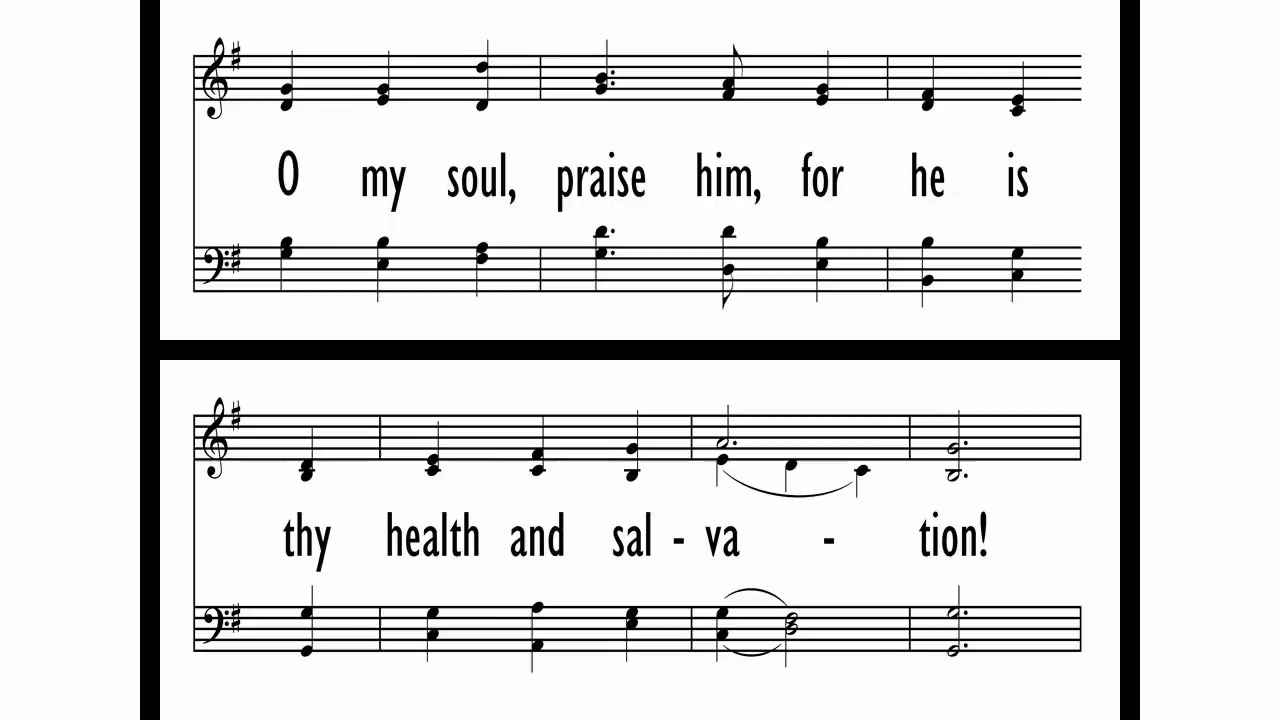 O my soul, praise him, for he is
thy health and sal - va - tion!